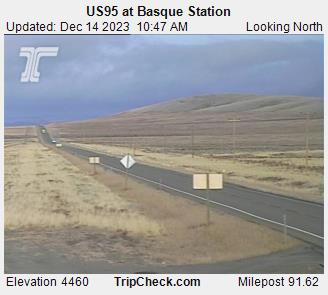 US95 at Basque Station
Updated: Dec 14 2023 10:47 AM Looking North
Elevation 4460 TripCheck.com Milepost 91.62